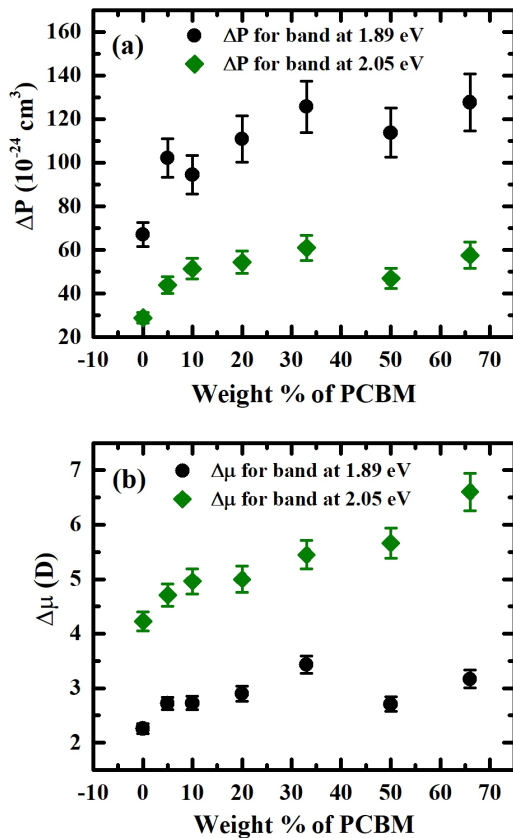 (a)
ΔP for band at 1.89 eV
ΔP for band at 2.05 eV
ΔP (10⁻²⁴ cm³)
160
140
120
100
80
60
40
20
-10 0 10 20 30 40 50 60 70
Weight % of PCBM
(b)
Δμ for band at 1.89 eV
Δμ for band at 2.05 eV
Δμ (D)
7
6
5
4
3
2
-10 0 10 20 30 40 50 60 70
Weight % of PCBM